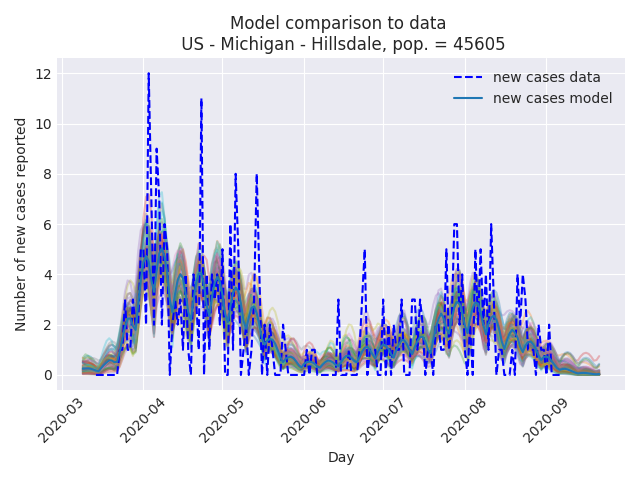 Model comparison to data
US - Michigan - Hillsdale, pop. = 45605
new cases data
new cases model
Number of new cases reported
12
10
8
6
4
2
0
2020-03
2020-04
2020-05
2020-06
2020-07
2020-08
2020-09
Day